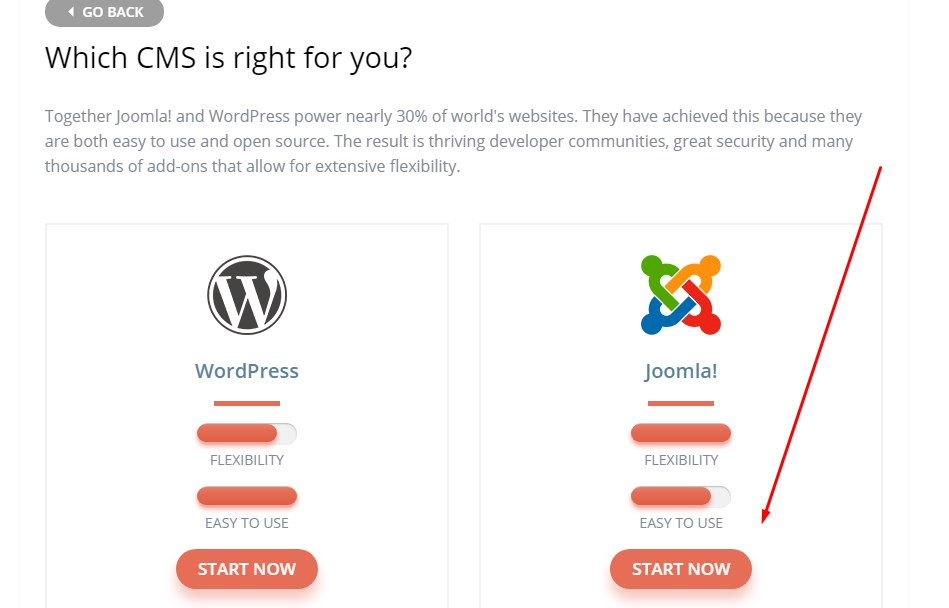 GO BACK
Which CMS is right for you?
Together Joomla! and WordPress power nearly 30% of world's websites. They have achieved this because they
are both easy to use and open source. The result is thriving developer communities, great security and many
thousands of add-ons that allow for extensive flexibility.
WordPress
FLEXIBILITY
EASY TO USE
START NOW
Joomla!
FLEXIBILITY
EASY TO USE
START NOW